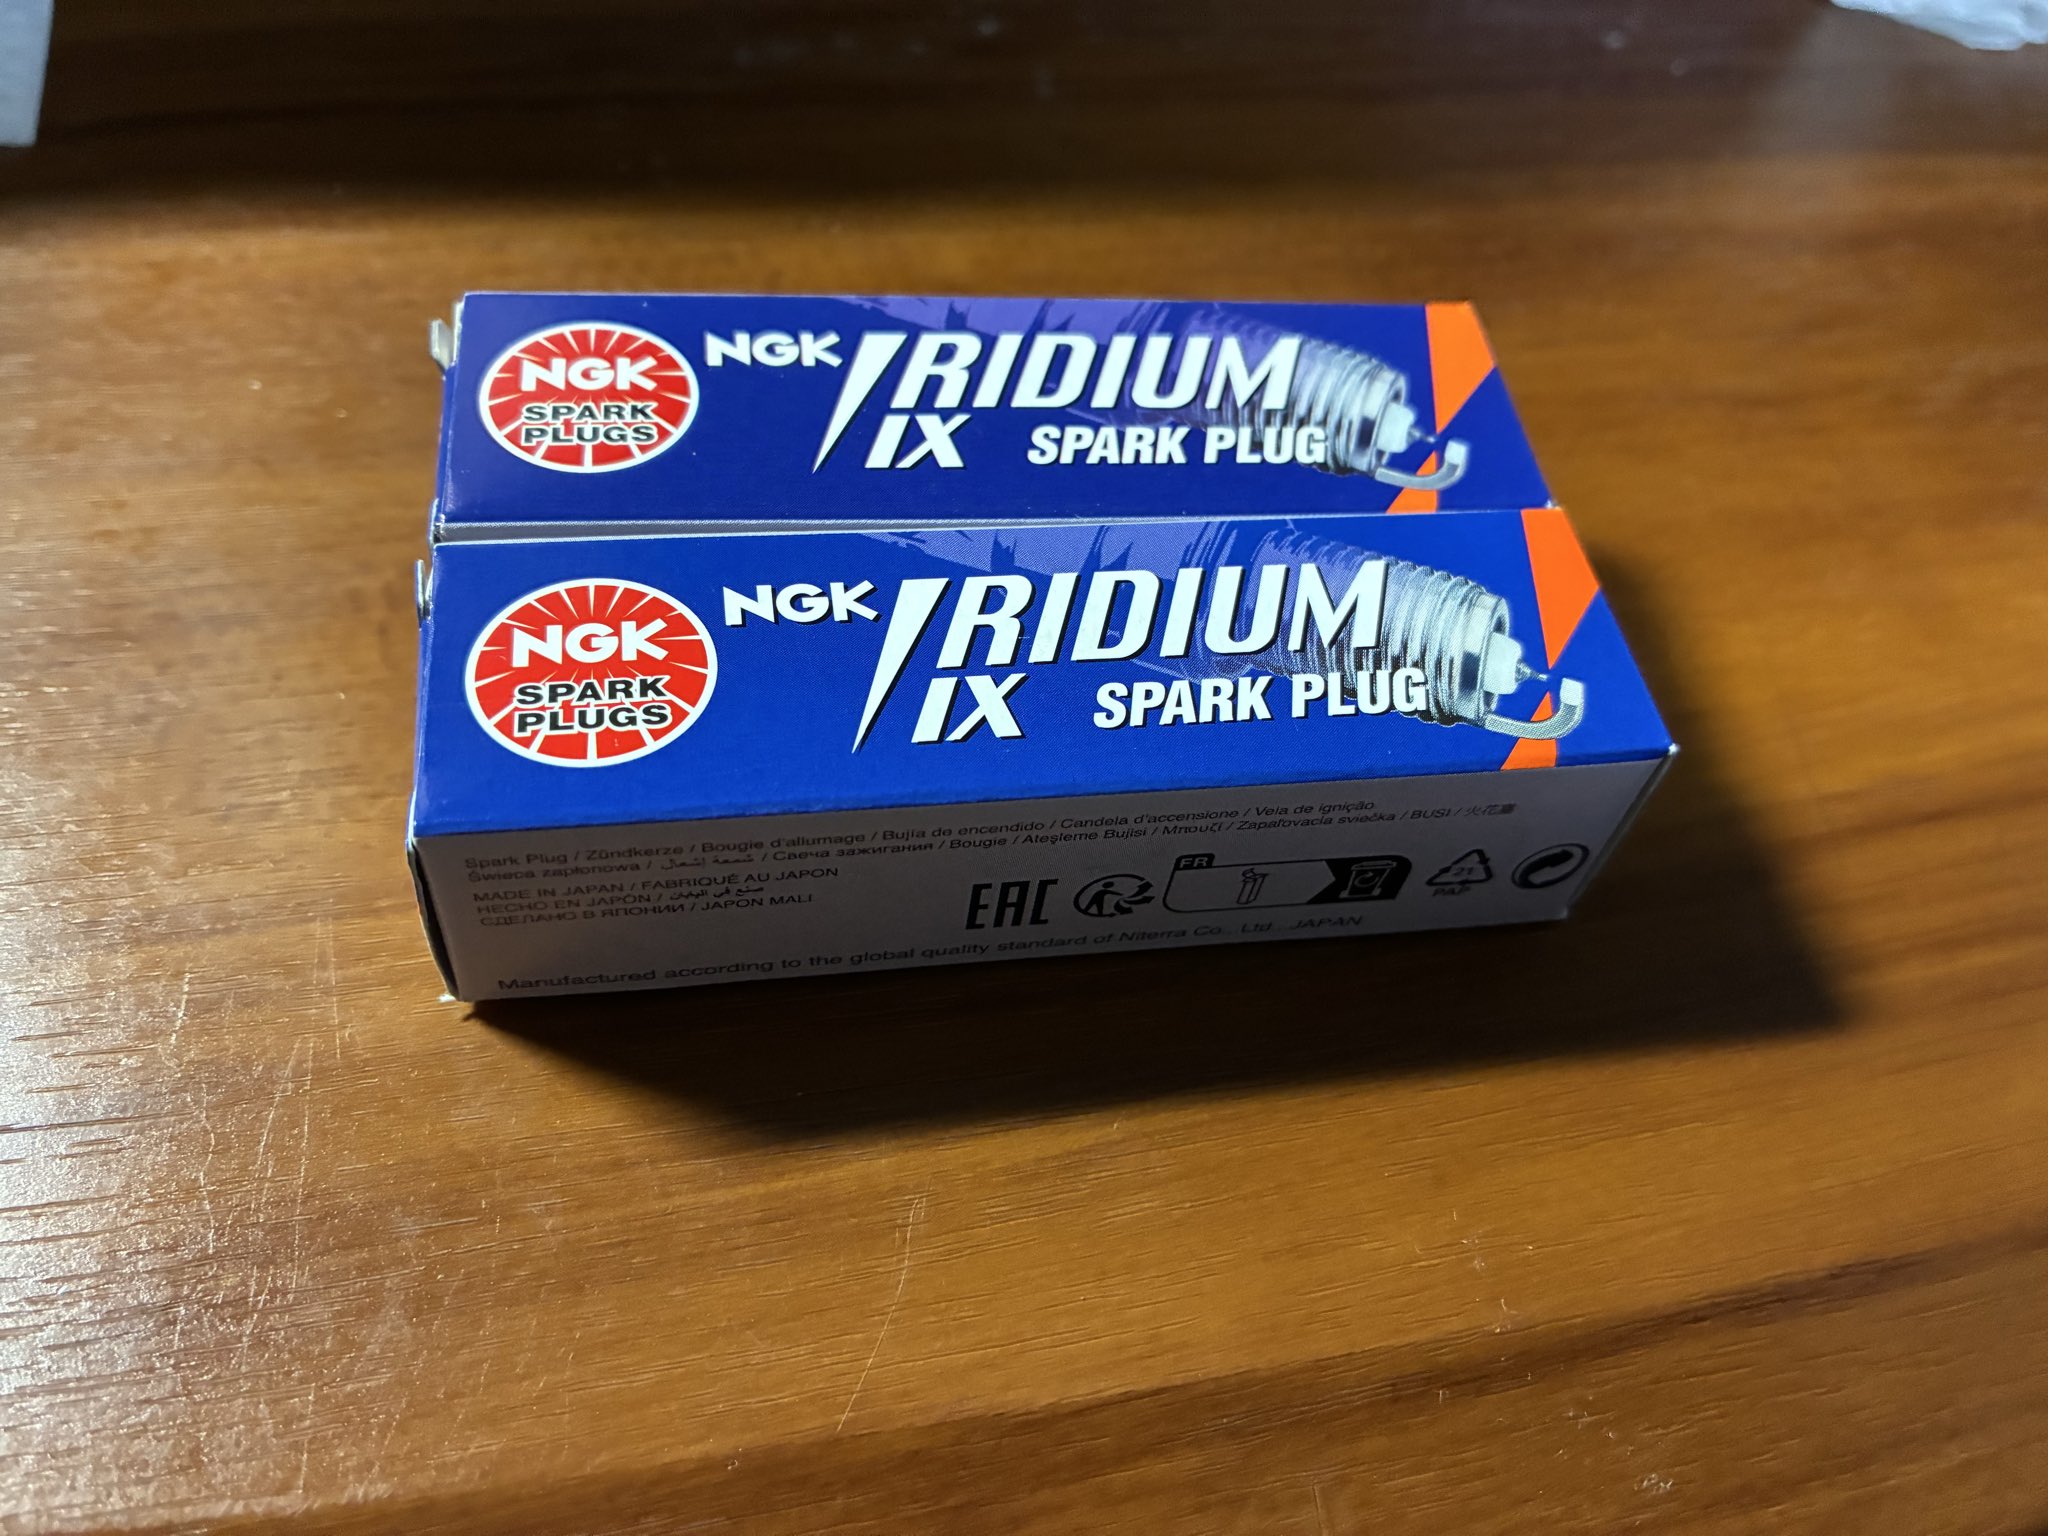 NGK
SPARK
PLUGS
NGK IRIDIUM
IX SPARK PLUG
NGK
SPARK
PLUGS
NGK IRIDIUM
IX SPARK PLUG
Spark Plug / Zündkerze / Bougie d'allumage / Bujía de encendido / Candela d'accensione / Vela de ignição
Świeca zapłonowa / شمعة إشعال / Свеча зажигания / Bougie / Ateşleme Bujisi / Μπουζί / Zapaľovacia sviečka / BUSI / 火花塞
MADE IN JAPAN / FABRIQUÉ AU JAPON
HECHO EN JAPÓN / صنع في اليابان
СДЕЛАНО В ЯПОНИИ / JAPON MALI
EAC
FR
21
PAP
Manufactured according to the global quality standard of Niterra Co., Ltd. JAPAN